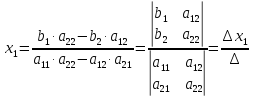 x₁ = (b₁·a₂₂ − b₂·a₁₂)/(a₁₁·a₂₂ − a₁₂·a₂₁) = |b₁ a₁₂; b₂ a₂₂|/|a₁₁ a₁₂; a₂₁ a₂₂| = Δx₁/Δ